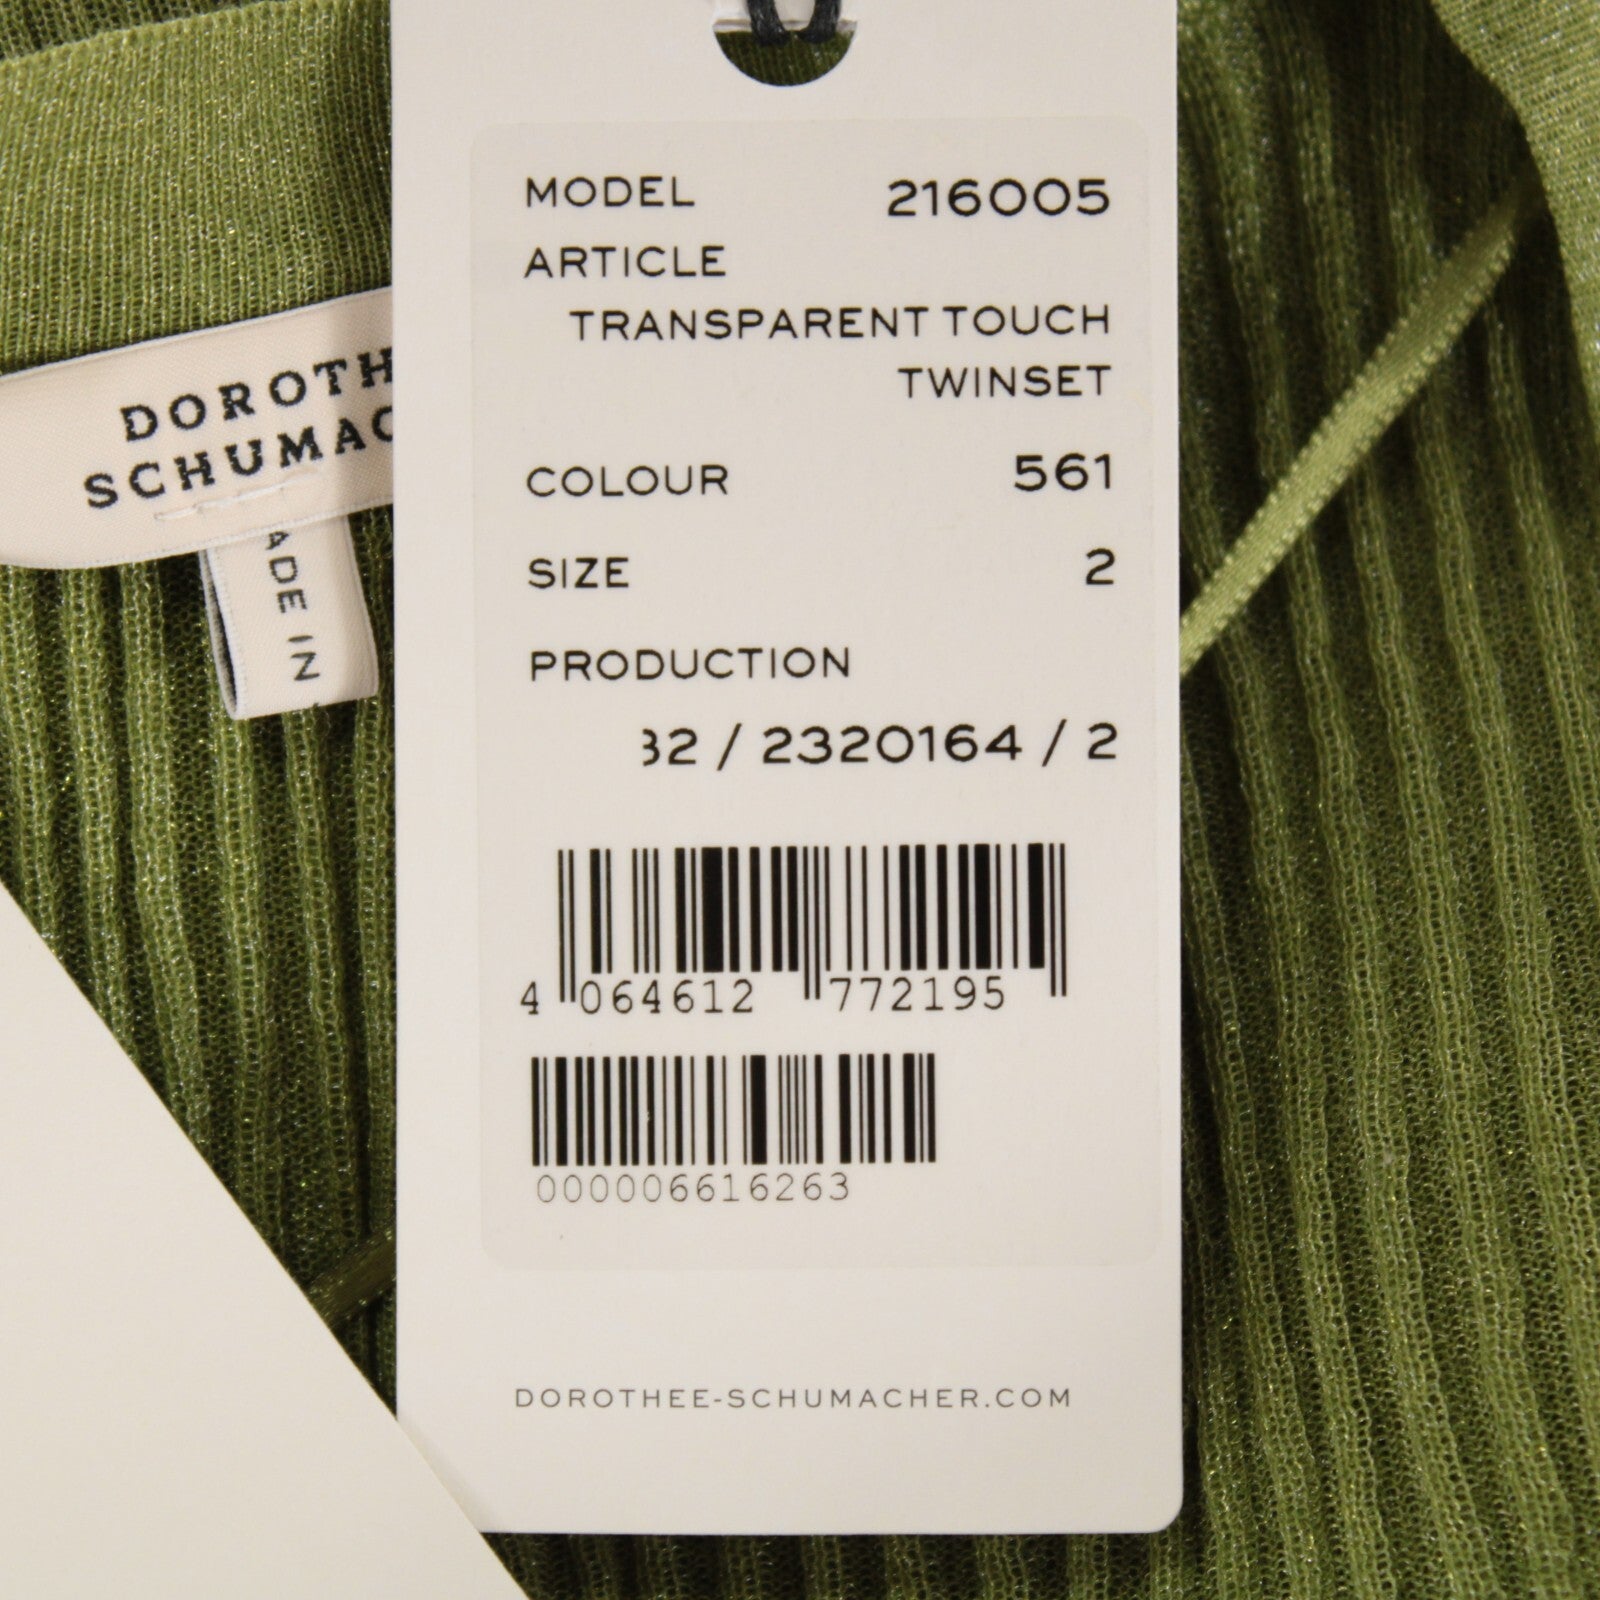 MODEL 216005
ARTICLE
TRANSPARENT TOUCH
TWINSET
COLOUR 561
SIZE 2
PRODUCTION
32 / 2320164 / 2
4 064612 772195
000006616263
DOROTHEE-SCHUMACHER.COM
DOROTH
SCHUMAC
ADE IN